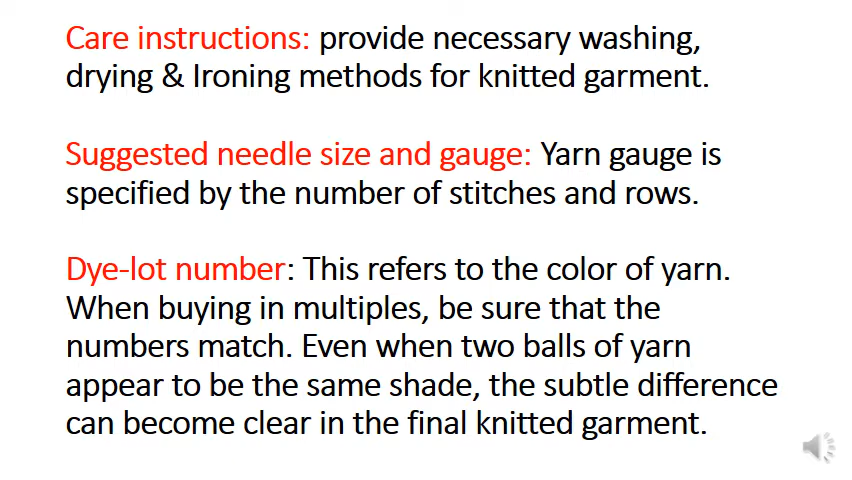 Care instructions: provide necessary washing,
drying & Ironing methods for knitted garment.
Suggested needle size and gauge: Yarn gauge is
specified by the number of stitches and rows.
Dye-lot number: This refers to the color of yarn.
When buying in multiples, be sure that the
numbers match. Even when two balls of yarn
appear to be the same shade, the subtle difference
can become clear in the final knitted garment.